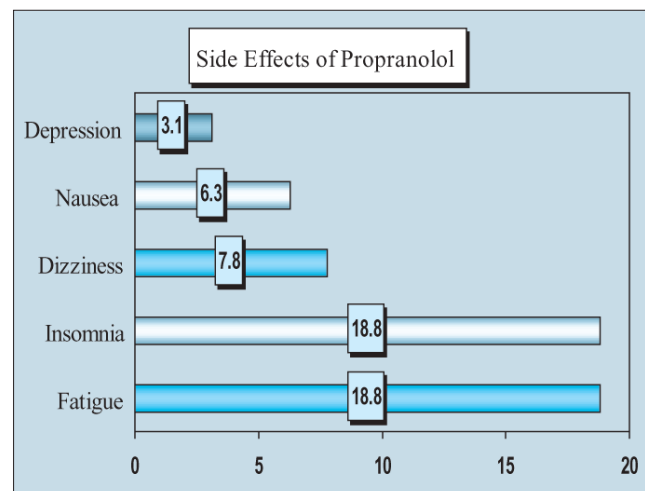 Side Effects of Propranolol
Depression 3.1
Nausea 6.3
Dizziness 7.8
Insomnia 18.8
Fatigue 18.8
0 5 10 15 20